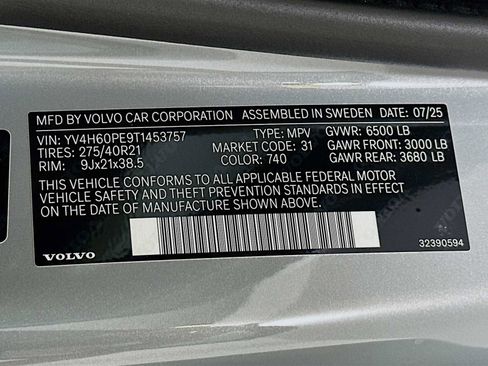 MFD BY VOLVO CAR CORPORATION ASSEMBLED IN SWEDEN DATE: 07/25
VIN: YV4H60PE9T1453757 TYPE: MPV GVWR: 6500 LB
TIRES: 275/40R21 MARKET CODE: 31 GAWR FRONT: 3000 LB
RIM: 9Jx21x38.5 COLOR: 740 GAWR REAR: 3680 LB
THIS VEHICLE CONFORMS TO ALL APPLICABLE FEDERAL MOTOR
VEHICLE SAFETY AND THEFT PREVENTION STANDARDS IN EFFECT
ON THE DATE OF MANUFACTURE SHOWN ABOVE.
VOLVO 32390594